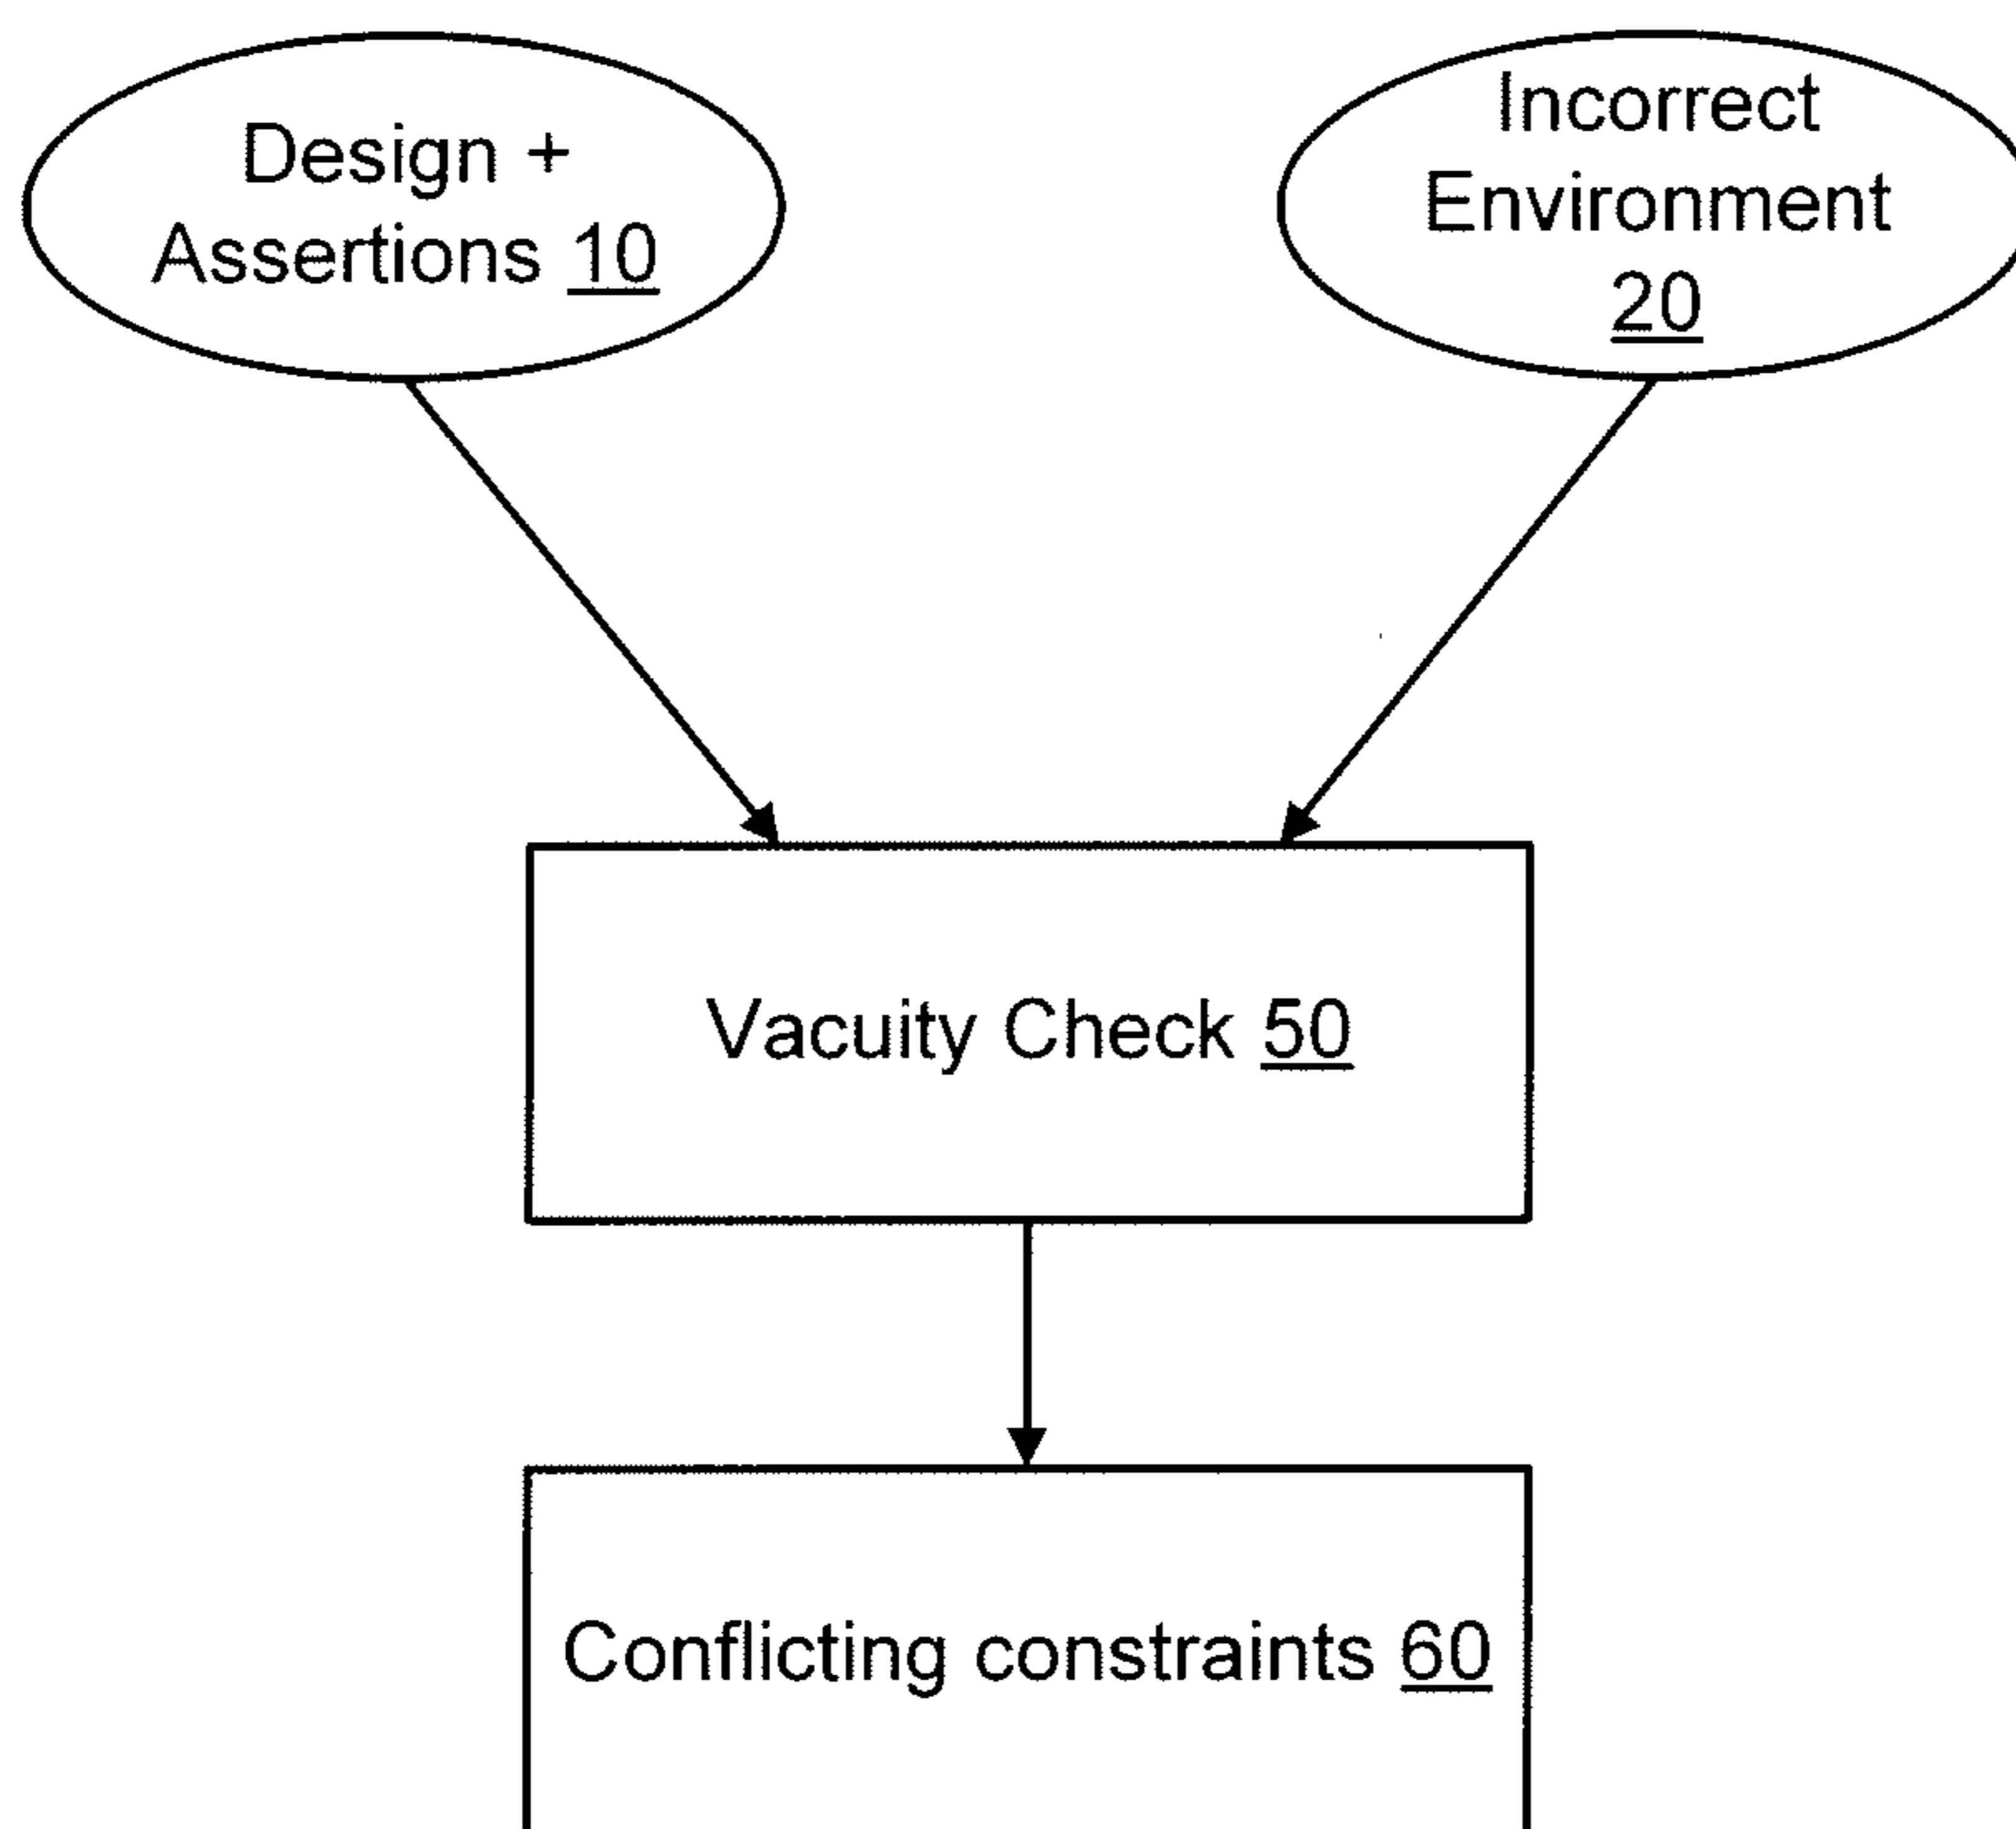 Design +
Assertions 10
Incorrect
Environment
20
Vacuity Check 50
Conflicting constraints 60